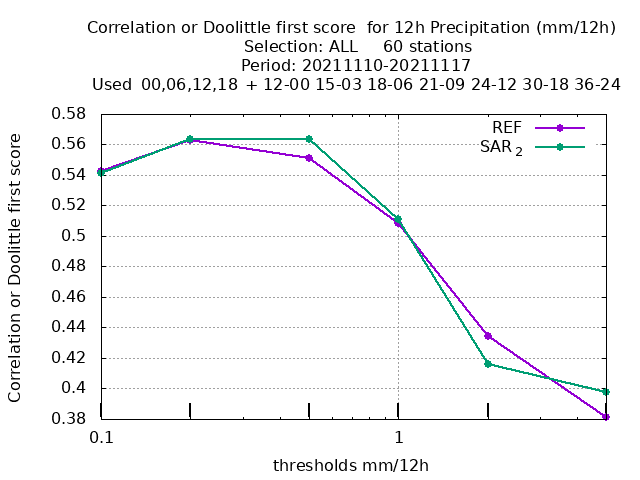 Correlation or Doolittle first score  for 12h Precipitation (mm/12h)
Selection: ALL     60 stations
Period: 20211110-20211117
Used  00,06,12,18  + 12-00 15-03 18-06 21-09 24-12 30-18 36-24
Correlation or Doolittle first score
REF
SAR 2
0.58
0.56
0.54
0.52
0.5
0.48
0.46
0.44
0.42
0.4
0.38
0.1
1
thresholds mm/12h